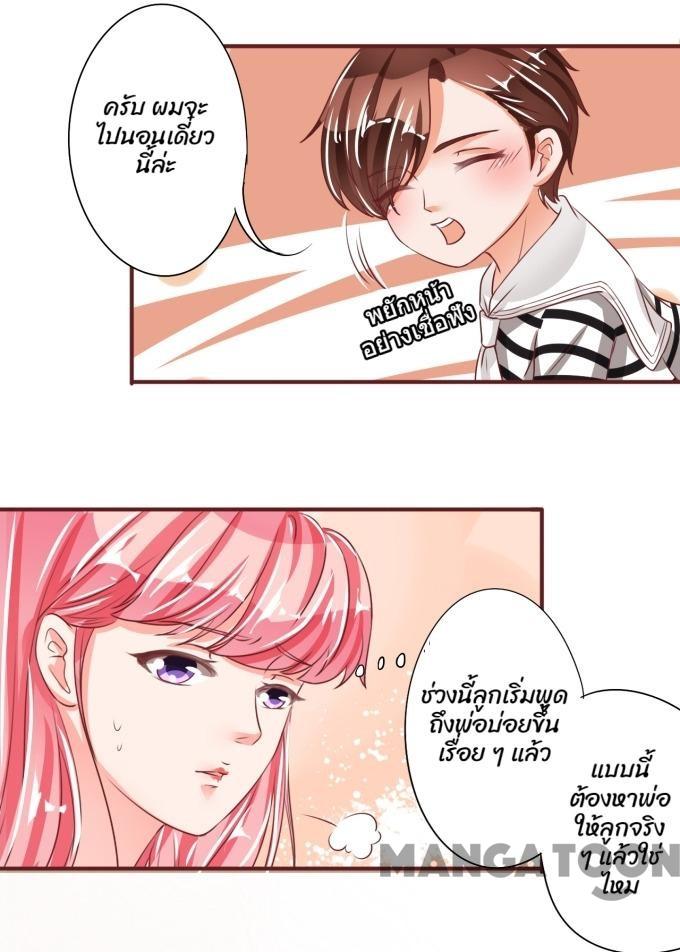 ครับ ผมจะ
ไปนอนเดี๋ยว
นี้ล่ะ
พยักหน้า
อย่างเชื่อฟัง
ช่วงนี้ลูกเริ่มพูด
ถึงพ่อบ่อยขึ้น
เรื่อย ๆ แล้ว
แบบนี้
ต้องหาพ่อ
ให้ลูกจริง
ๆ แล้วใช่
ไหม
MANGATOON